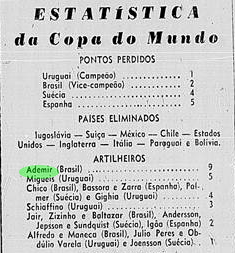 ESTATÍSTICA
da Copa do Mundo
PONTOS PERDIDOS
Uruguai (Campeão) 1
Brasil (Vice-campeão) 2
Suécia 4
Espanha 5
PAÍSES ELIMINADOS
Iugoslávia — Suiça — México — Chile — Estados
Unidos — Inglaterra — Itália — Paraguai e Bolívia.
ARTILHEIROS
Ademir (Brasil) 9
Migueis (Uruguai) 5
Chico (Brasil), Bassora e Zarra (Espanha), Pal-
mer (Suécia) e Gighia (Uruguai) 4
Schiaffino (Uruguai) 3
Jair, Zizinho e Baltazar (Brasil), Andersson,
Jepsson e Sundquist (Suécia), Igôa (Espanha) 2
Alfredo e Maneca (Brasil), Julio Peres e Ob-
dúlio Varela (Uruguai) e Joensson (Suécia) 1